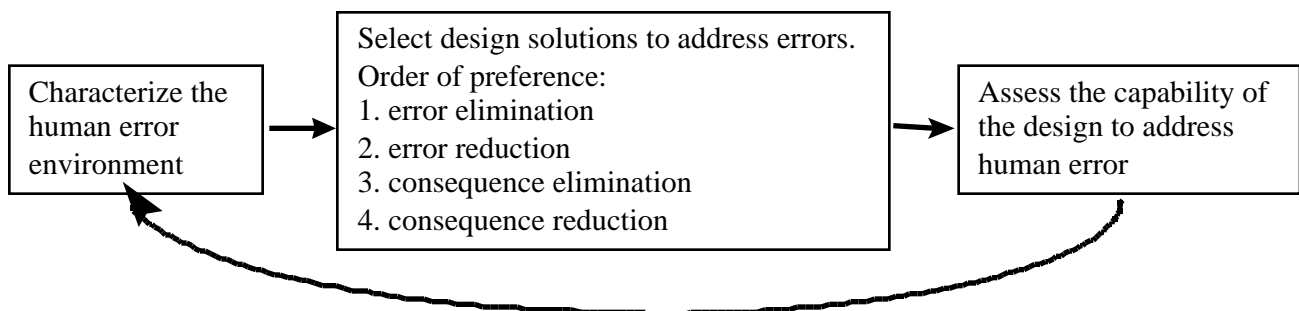 Characterize the
human error
environment
Select design solutions to address errors.
Order of preference:
1. error elimination
2. error reduction
3. consequence elimination
4. consequence reduction
Assess the capability of
the design to address
human error